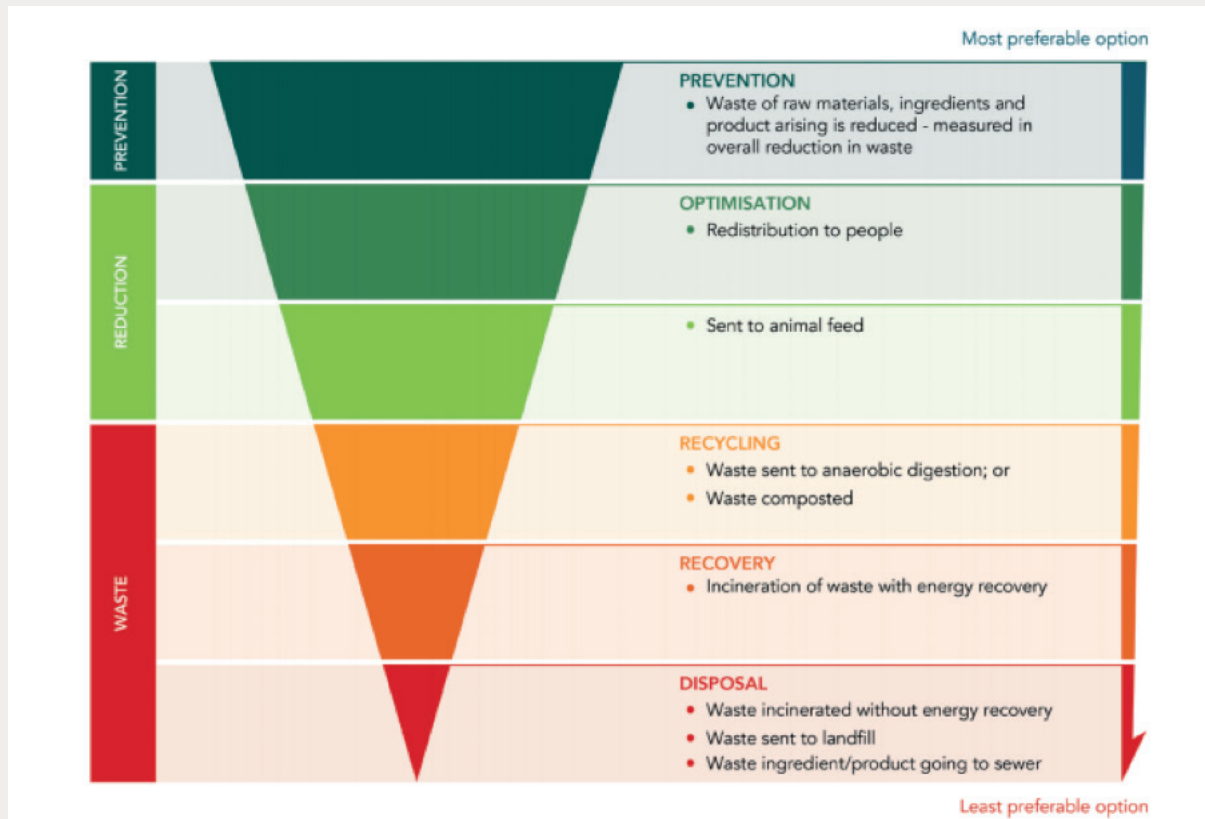 Most preferable option
PREVENTION
PREVENTION
• Waste of raw materials, ingredients and
product arising is reduced - measured in
overall reduction in waste
REDUCTION
OPTIMISATION
• Redistribution to people
• Sent to animal feed
WASTE
RECYCLING
• Waste sent to anaerobic digestion; or
• Waste composted
RECOVERY
• Incineration of waste with energy recovery
DISPOSAL
• Waste incinerated without energy recovery
• Waste sent to landfill
• Waste ingredient/product going to sewer
Least preferable option